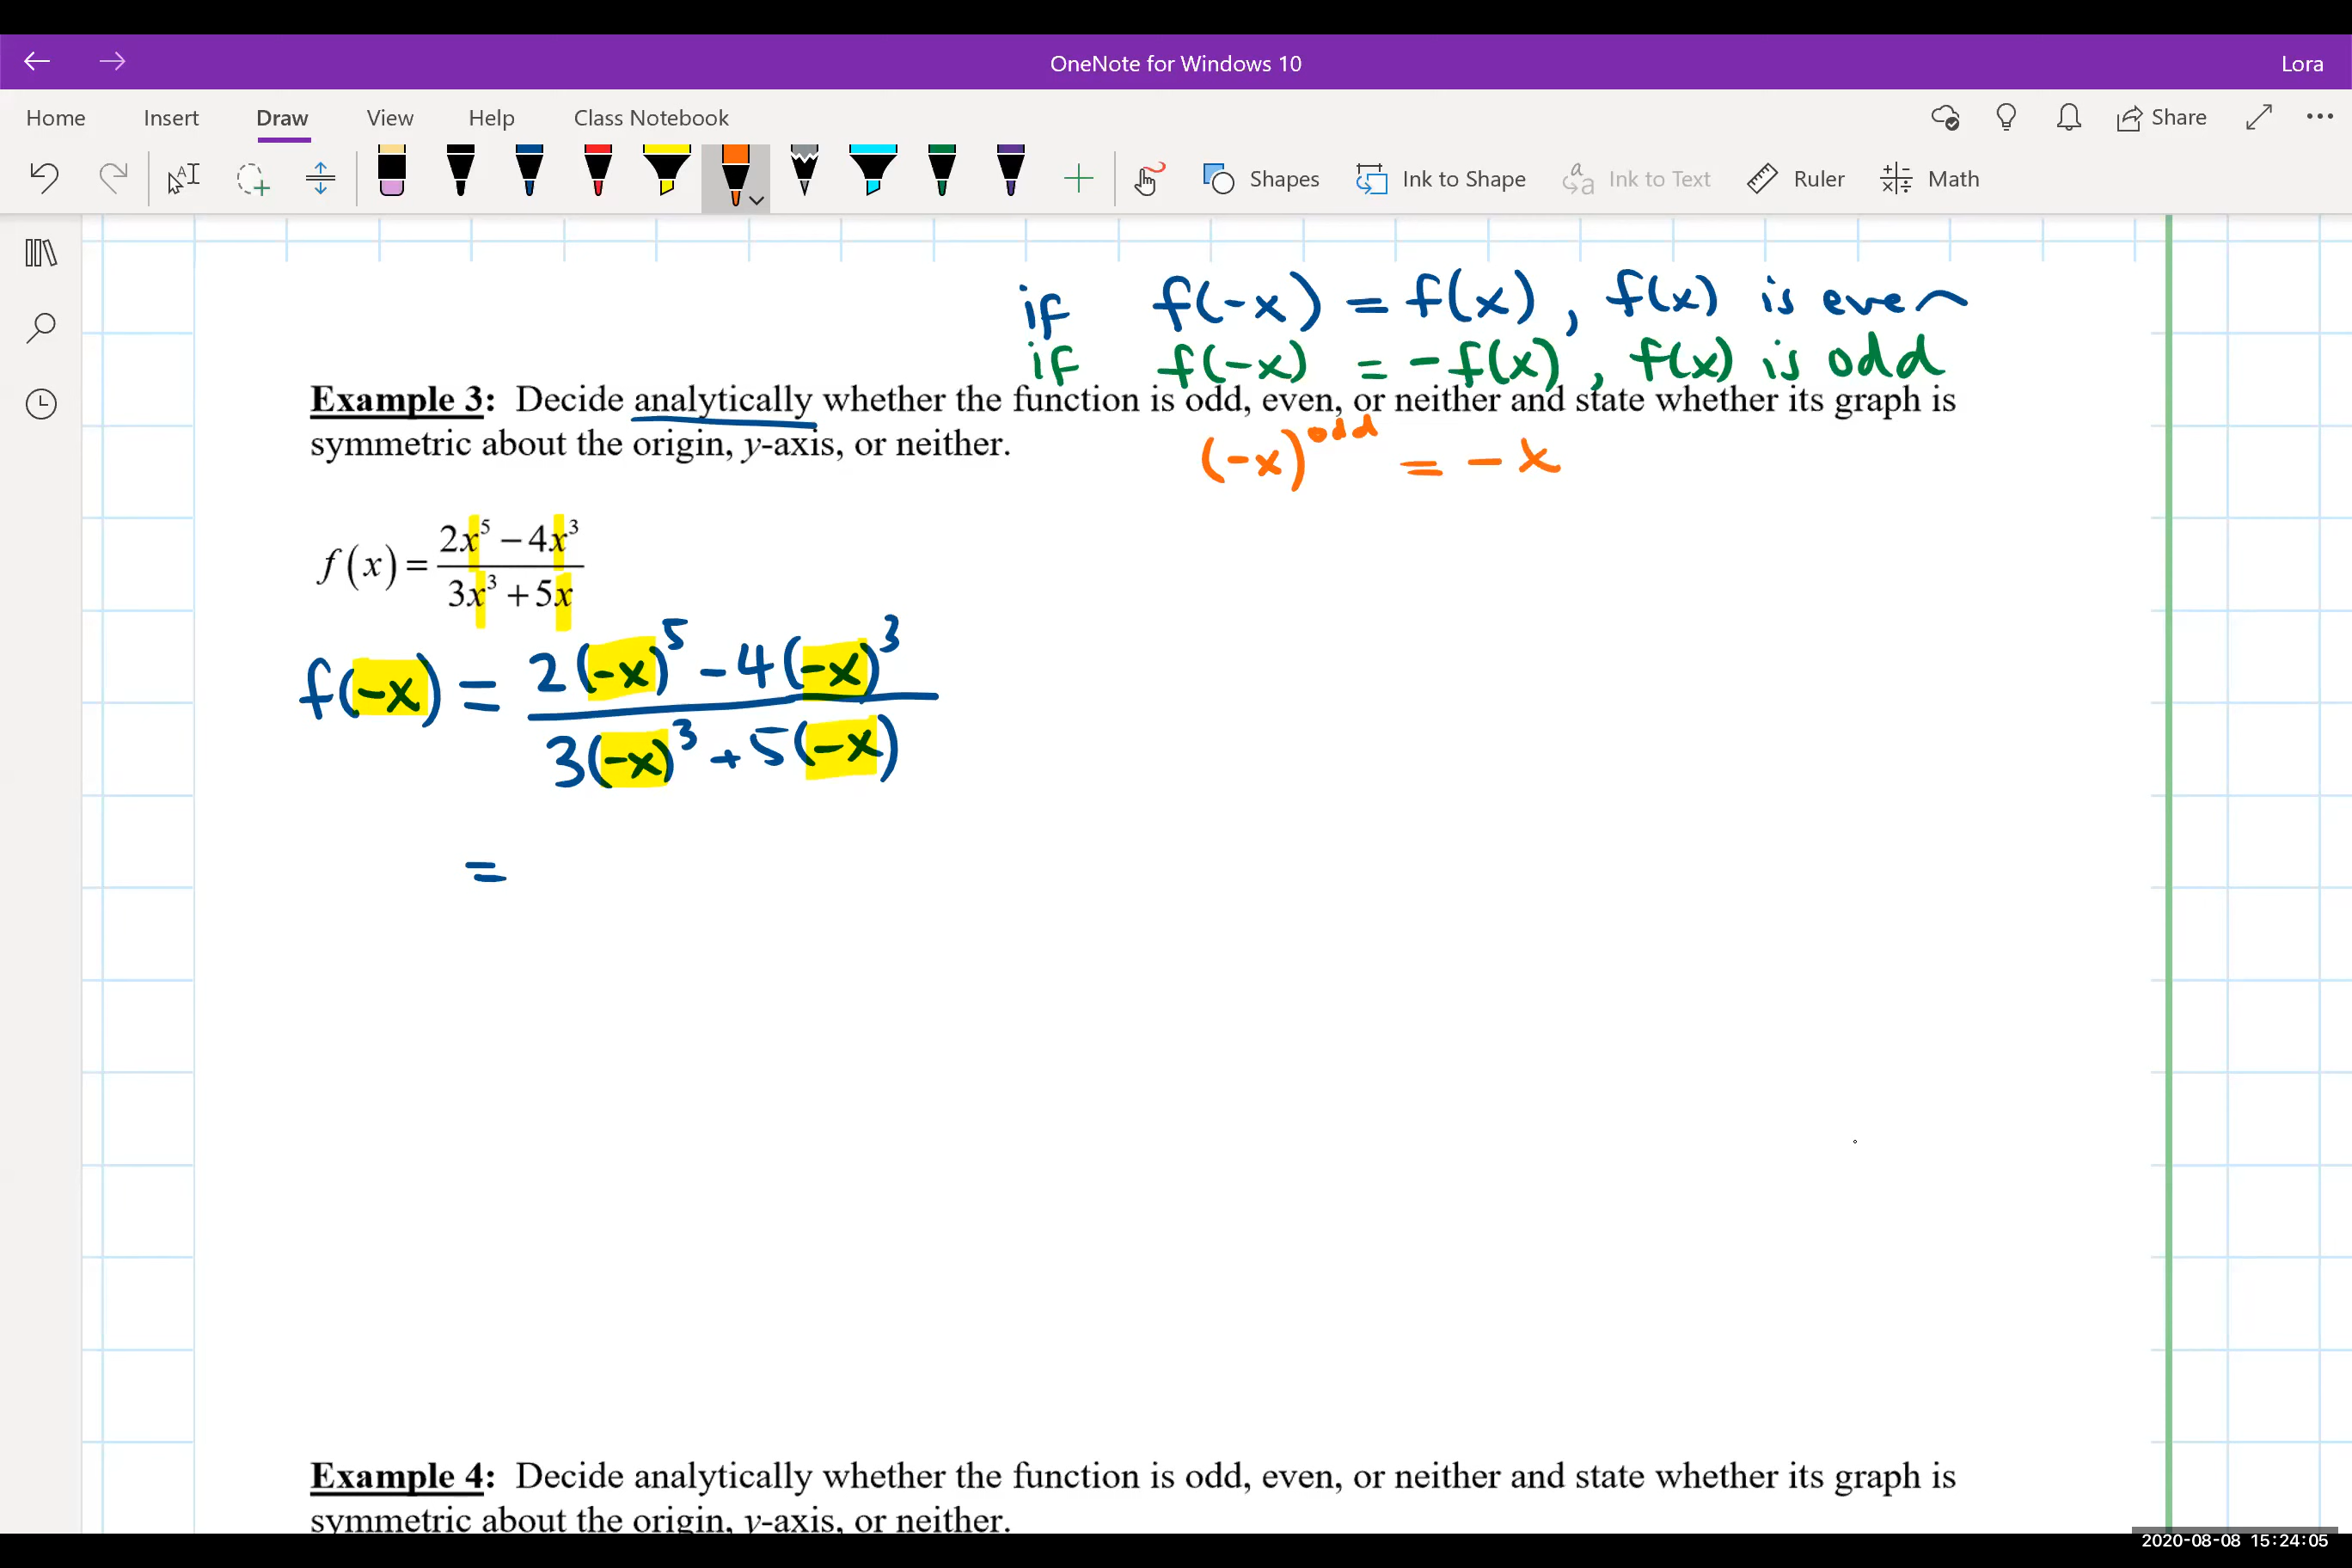 OneNote for Windows 10 Lora
Home Insert Draw View Help Class Notebook Share
Shapes Ink to Shape Ink to Text Ruler Math
if f(-x) = f(x), f(x) is even
if f(-x) = -f(x), f(x) is odd
Example 3: Decide analytically whether the function is odd, even, or neither and state whether its graph is
symmetric about the origin, y-axis, or neither.
(-x)^odd = -x
f(x) = (2x^5 - 4x^3)/(3x^3 + 5x)
f(-x) = (2(-x)^5 - 4(-x)^3)/(3(-x)^3 + 5(-x))
=
Example 4: Decide analytically whether the function is odd, even, or neither and state whether its graph is
symmetric about the origin, y-axis, or neither.
2020-08-08 15:24:05